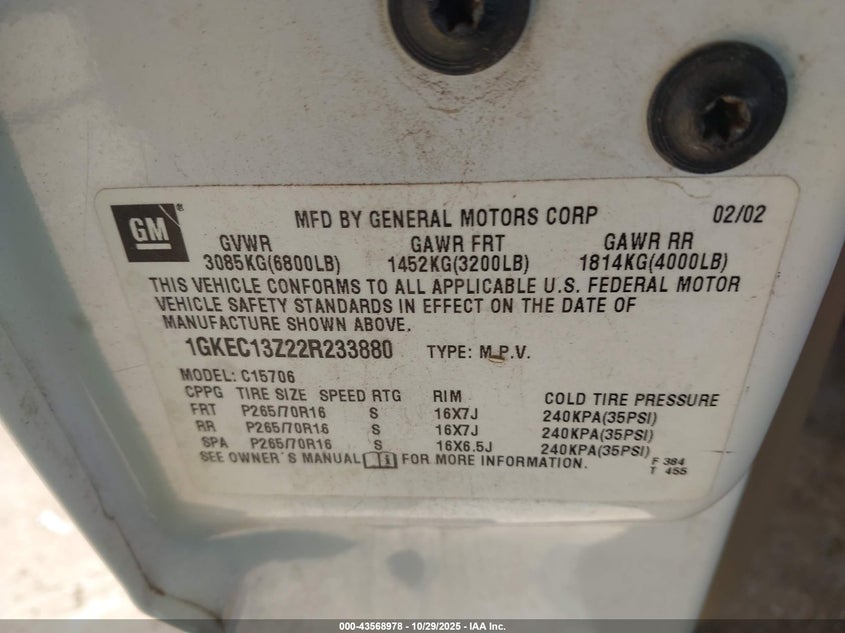 GM®
MFD BY GENERAL MOTORS CORP 02/02
GVWR GAWR FRT GAWR RR
3085KG(6800LB) 1452KG(3200LB) 1814KG(4000LB)
THIS VEHICLE CONFORMS TO ALL APPLICABLE U.S. FEDERAL MOTOR
VEHICLE SAFETY STANDARDS IN EFFECT ON THE DATE OF
MANUFACTURE SHOWN ABOVE.
1GKEC13Z22R233880 TYPE: M.P.V.
MODEL: C15706
CPPG TIRE SIZE SPEED RTG RIM COLD TIRE PRESSURE
FRT P265/70R16 S 16X7J 240KPA(35PSI)
RR P265/70R16 S 16X7J 240KPA(35PSI)
SPA P265/70R16 S 16X6.5J 240KPA(35PSI)
SEE OWNER'S MANUAL FOR MORE INFORMATION. F 384
T 455
000-43568978 - 10/29/2025 - IAA Inc.